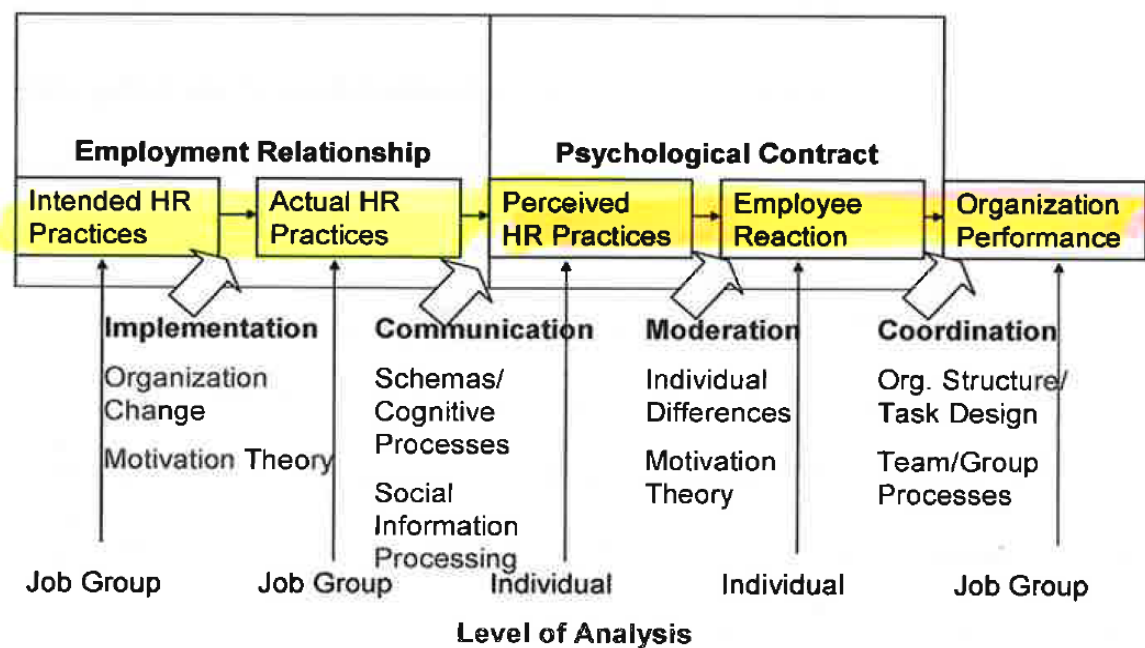 Employment Relationship
Psychological Contract
Intended HR
Practices
Actual HR
Practices
Perceived
HR Practices
Employee
Reaction
Organization
Performance
Implementation
Organization
Change
Motivation Theory
Communication
Schemas/
Cognitive
Processes
Social
Information
Processing
Moderation
Individual
Differences
Motivation
Theory
Coordination
Org. Structure/
Task Design
Team/Group
Processes
Job Group
Job Group
Individual
Individual
Job Group
Level of Analysis